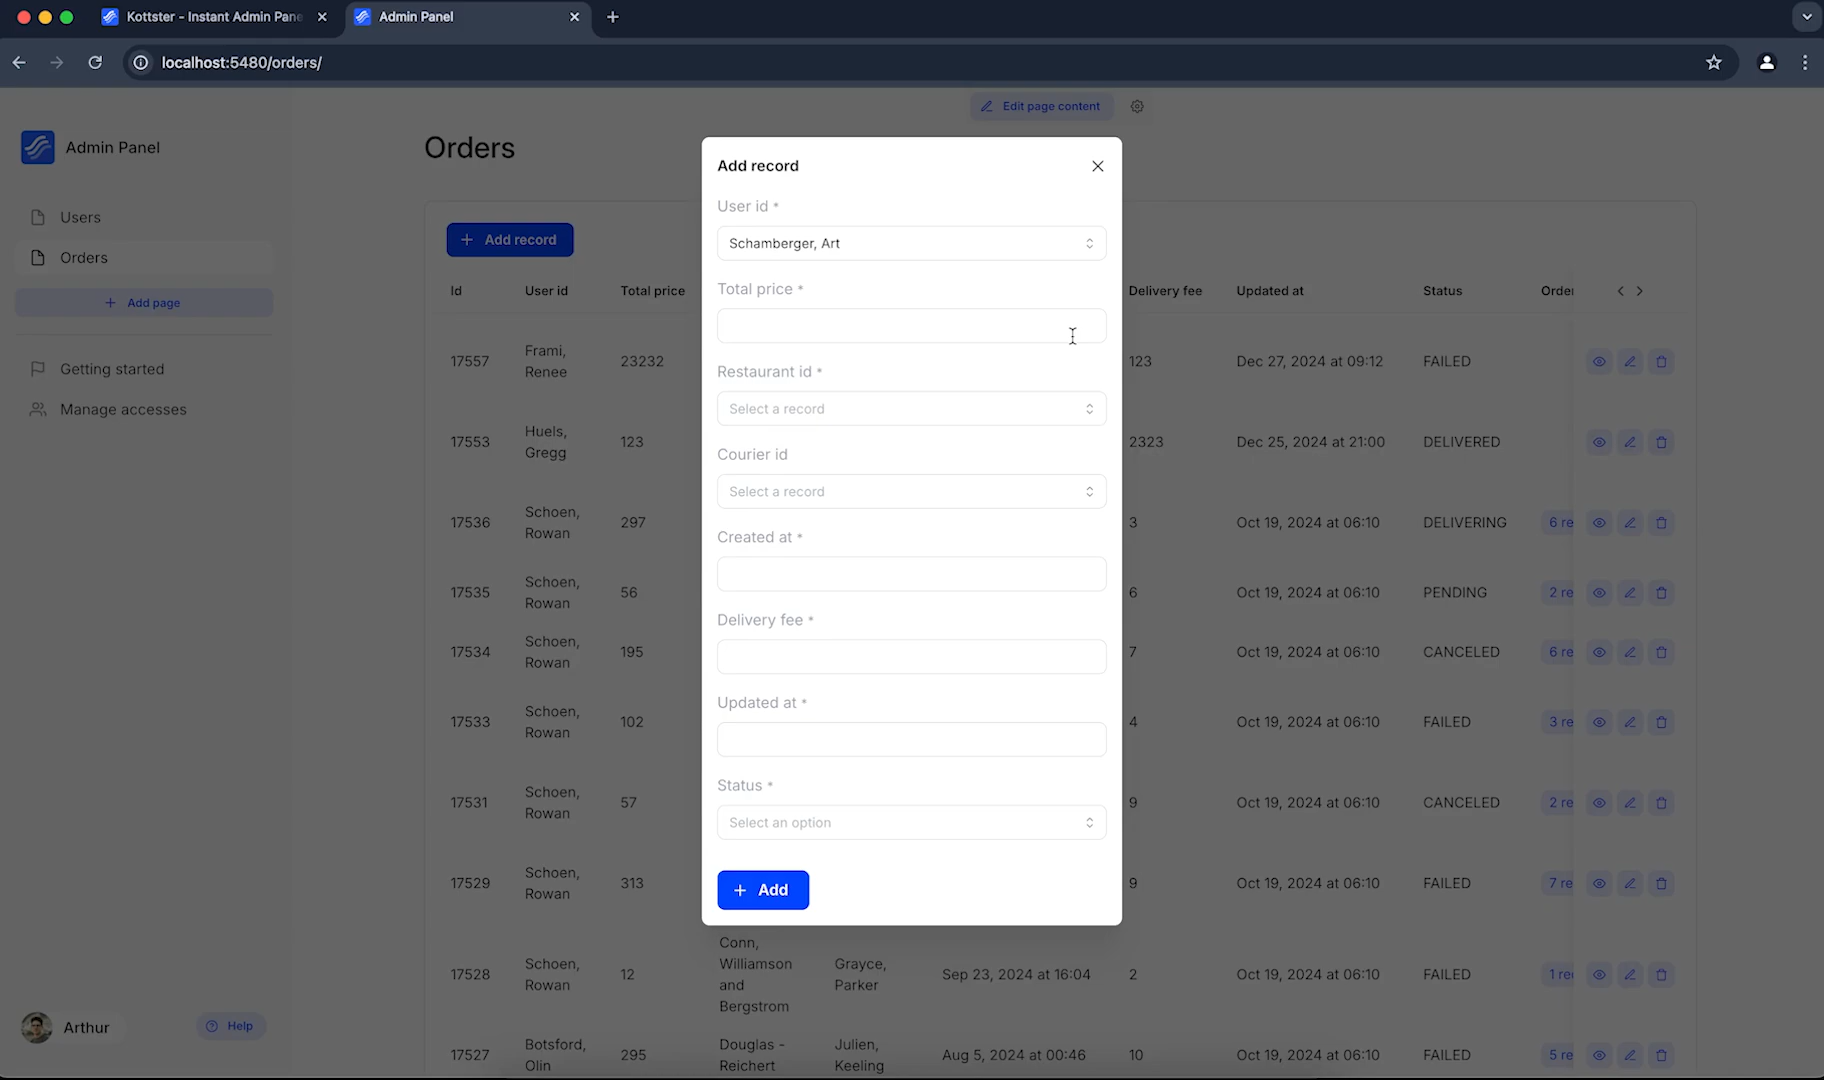 Kottster - Instant Admin Pane
Admin Panel
localhost:5480/orders/
Edit page content
Admin Panel
Users
Orders
Add page
Getting started
Manage accesses
Arthur
Help
Orders
Add record
Id
User id
Total price
Delivery fee
Updated at
Status
Order
17557
Frami,
Renee
23232
123
Dec 27, 2024 at 09:12
FAILED
17553
Huels,
Gregg
123
2323
Dec 25, 2024 at 21:00
DELIVERED
17536
Schoen,
Rowan
297
3
Oct 19, 2024 at 06:10
DELIVERING
6 re
17535
Schoen,
Rowan
56
6
Oct 19, 2024 at 06:10
PENDING
2 re
17534
Schoen,
Rowan
195
7
Oct 19, 2024 at 06:10
CANCELED
6 re
17533
Schoen,
Rowan
102
4
Oct 19, 2024 at 06:10
FAILED
3 re
17531
Schoen,
Rowan
57
9
Oct 19, 2024 at 06:10
CANCELED
2 re
17529
Schoen,
Rowan
313
9
Oct 19, 2024 at 06:10
FAILED
7 re
17528
Schoen,
Rowan
12
Conn,
Williamson
and
Bergstrom
Grayce,
Parker
Sep 23, 2024 at 16:04
2
Oct 19, 2024 at 06:10
FAILED
1 re
17527
Botsford,
Olin
295
Douglas -
Reichert
Julien,
Keeling
Aug 5, 2024 at 00:46
10
Oct 19, 2024 at 06:10
FAILED
5 re
Add record
User id *
Schamberger, Art
Total price *
Restaurant id *
Select a record
Courier id
Select a record
Created at *
Delivery fee *
Updated at *
Status *
Select an option
Add